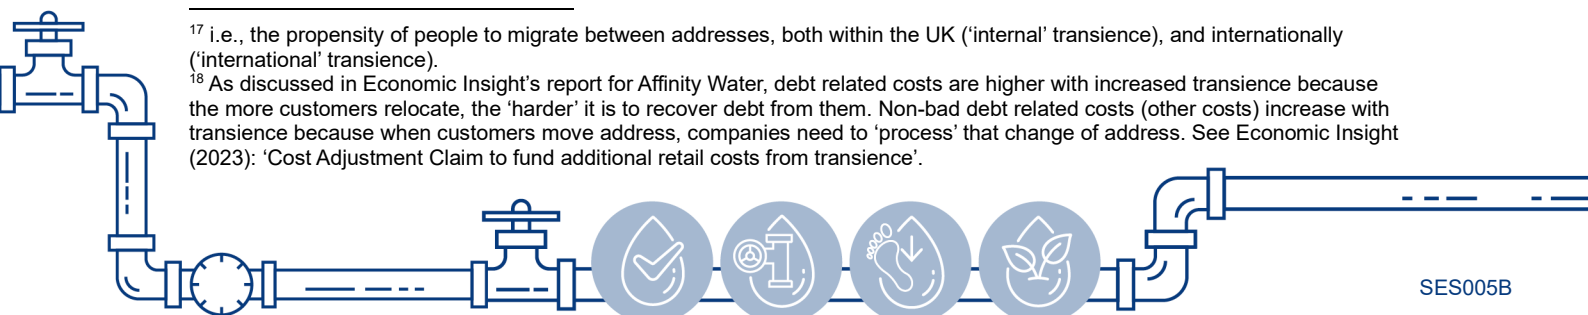 17 i.e., the propensity of people to migrate between addresses, both within the UK (‘internal’ transience), and internationally
(‘international’ transience).
18 As discussed in Economic Insight’s report for Affinity Water, debt related costs are higher with increased transience because
the more customers relocate, the ‘harder’ it is to recover debt from them. Non-bad debt related costs (other costs) increase with
transience because when customers move address, companies need to ‘process’ that change of address. See Economic Insight
(2023): ‘Cost Adjustment Claim to fund additional retail costs from transience’.
SES005B